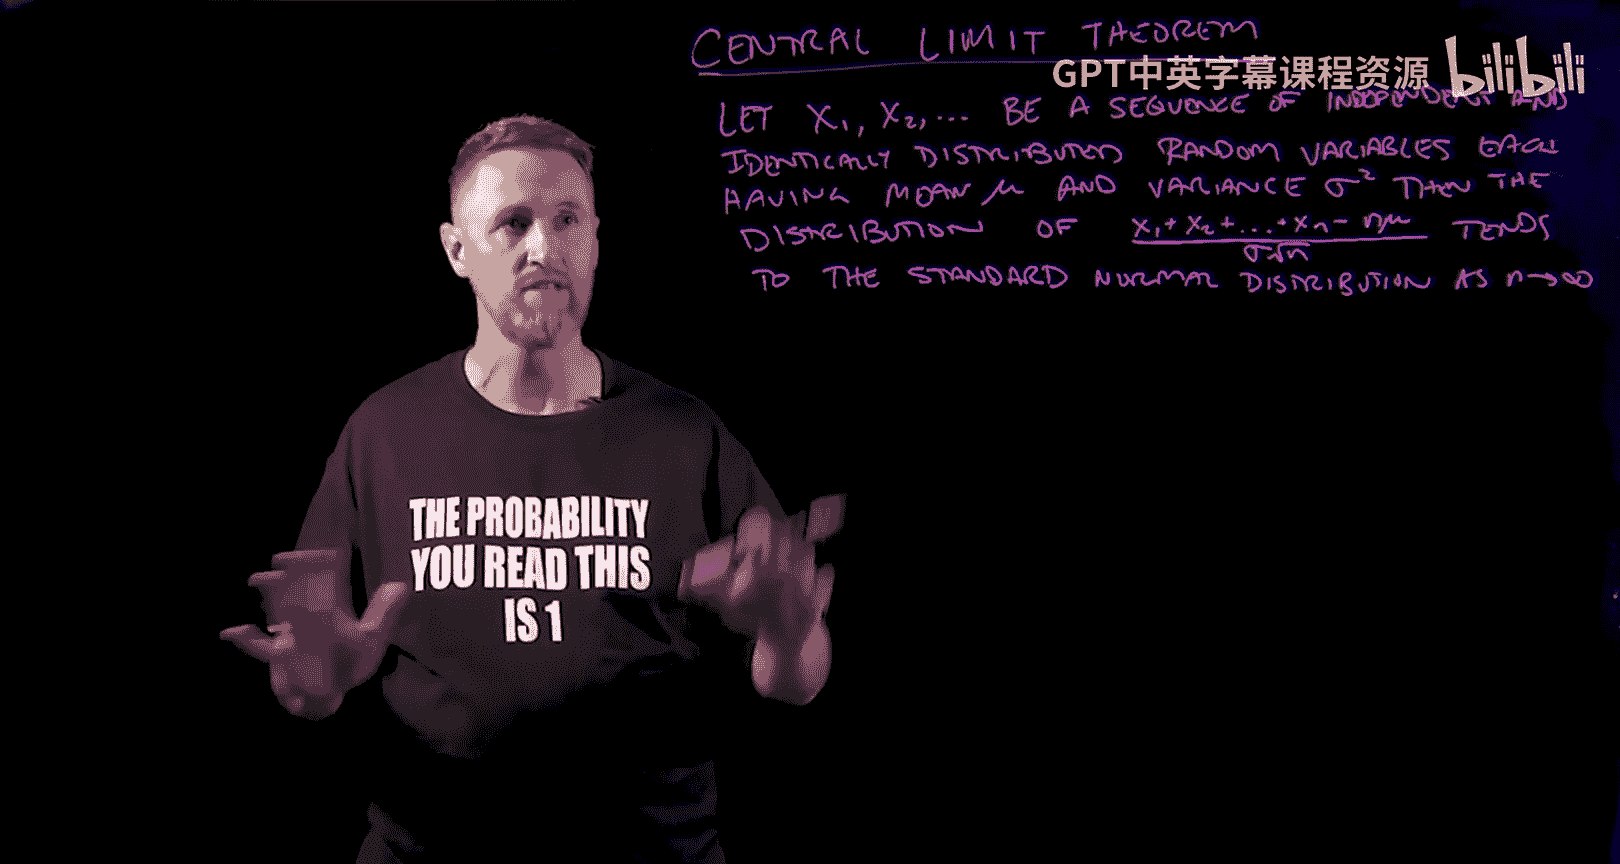 CENTRAL LIMIT THEOREM
GPT中英字幕课程资源 bilibili
LET X₁, X₂, ... BE A SEQUENCE OF INDEPENDENT AND
IDENTICALLY DISTRIBUTED RANDOM VARIABLES EACH
HAVING MEAN μ AND VARIANCE σ² THEN THE
DISTRIBUTION OF (X₁ + X₂ + ... + Xₙ - nμ) / (σ√n) TENDS
TO THE STANDARD NORMAL DISTRIBUTION AS n→∞
THE PROBABILITY
YOU READ THIS
IS 1